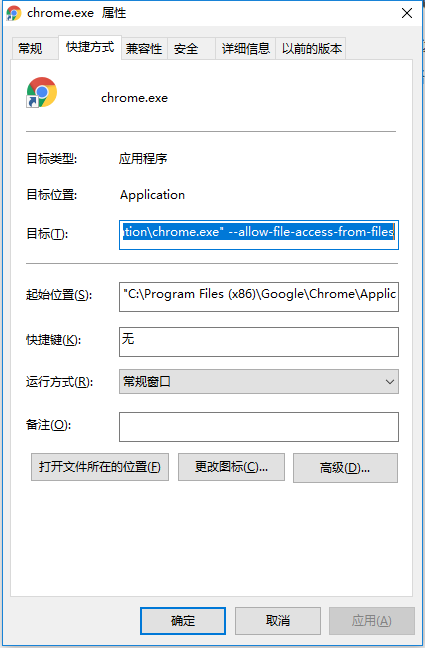 chrome.exe 属性
常规 快捷方式 兼容性 安全 详细信息 以前的版本
chrome.exe
目标类型: 应用程序
目标位置: Application
目标(T): ation\chrome.exe" --allow-file-access-from-files
起始位置(S): "C:\Program Files (x86)\Google\Chrome\Applic
快捷键(K): 无
运行方式(R): 常规窗口
备注(O):
打开文件所在的位置(F) 更改图标(C)... 高级(D)...
确定 取消 应用(A)